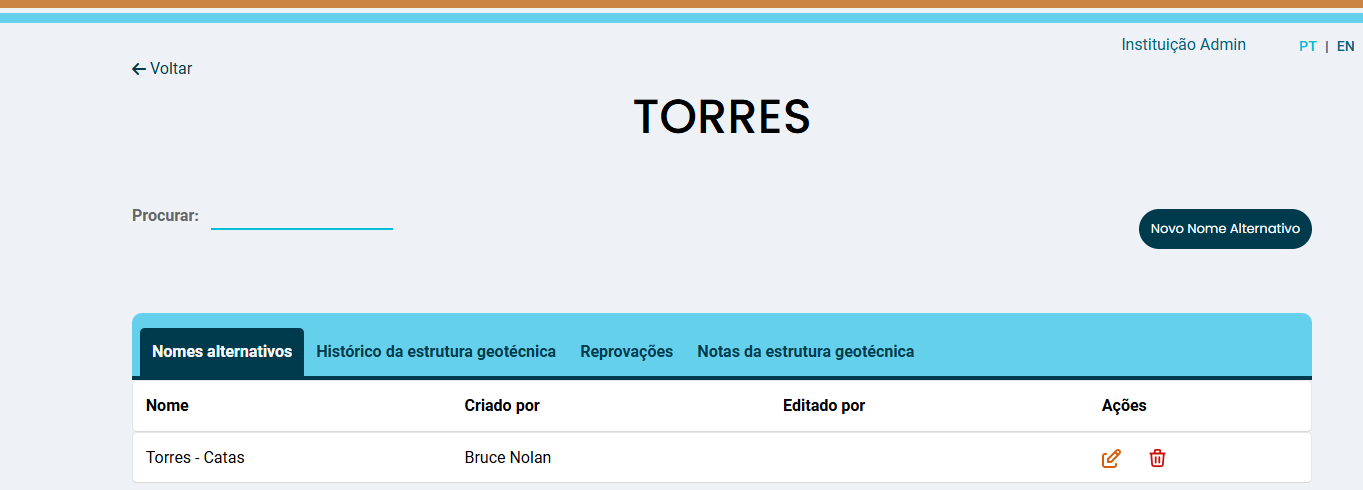 Instituição Admin PT | EN
Voltar
TORRES
Procurar:
Novo Nome Alternativo
Nomes alternativos Histórico da estrutura geotécnica Reprovações Notas da estrutura geotécnica
Nome Criado por Editado por Ações
Torres - Catas Bruce Nolan